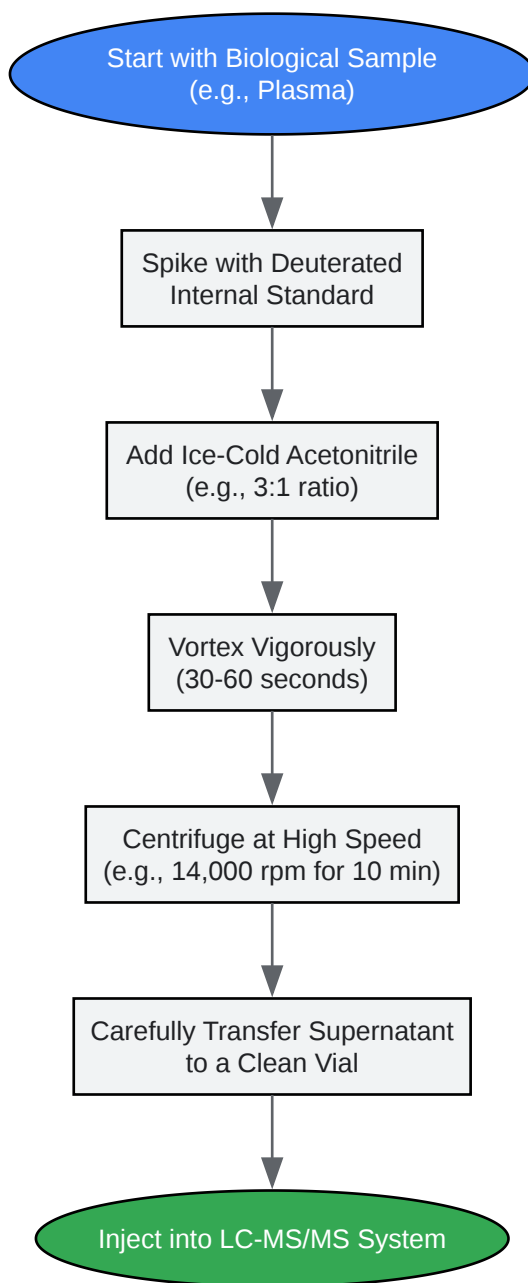 Start with Biological Sample
(e.g., Plasma)
Spike with Deuterated
Internal Standard
Add Ice-Cold Acetonitrile
(e.g., 3:1 ratio)
Vortex Vigorously
(30-60 seconds)
Centrifuge at High Speed
(e.g., 14,000 rpm for 10 min)
Carefully Transfer Supernatant
to a Clean Vial
Inject into LC-MS/MS System